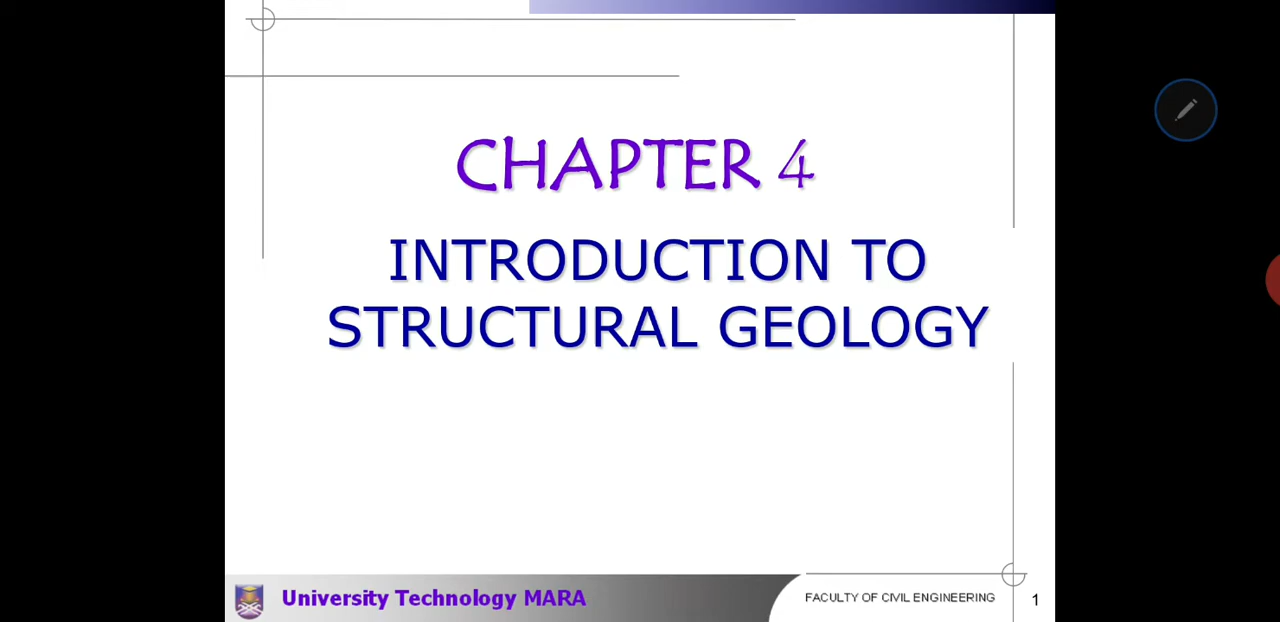 CHAPTER 4
INTRODUCTION TO
STRUCTURAL GEOLOGY
University Technology MARA
FACULTY OF CIVIL ENGINEERING
1